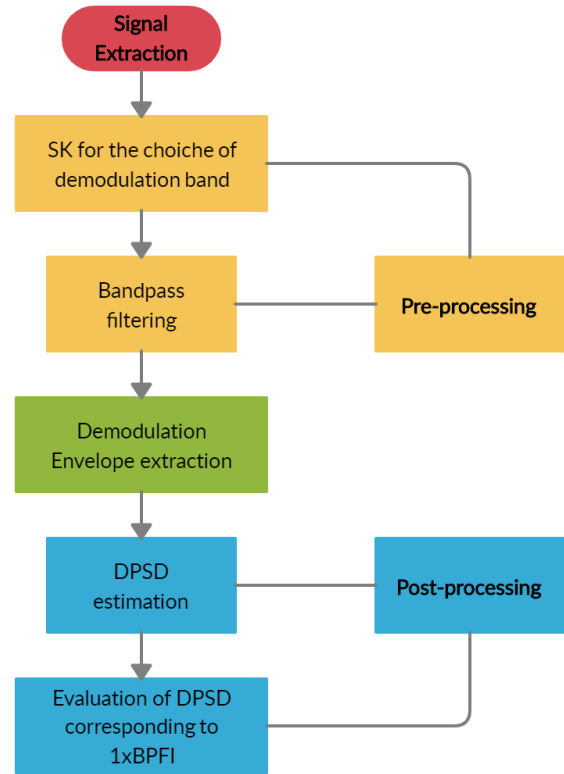 Signal
Extraction
SK for the choiche of
demodulation band
Bandpass
filtering
Pre-processing
Demodulation
Envelope extraction
DPSD
estimation
Post-processing
Evaluation of DPSD
corresponding to
1xBPFI